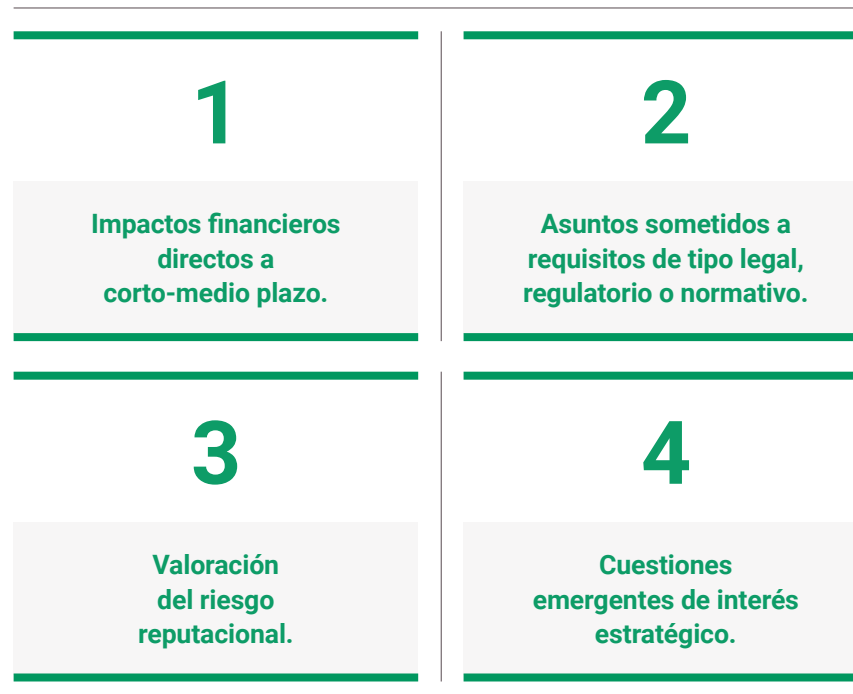 1
Impactos financieros
directos a
corto-medio plazo.
2
Asuntos sometidos a
requisitos de tipo legal,
regulatorio o normativo.
3
Valoración
del riesgo
reputacional.
4
Cuestiones
emergentes de interés
estratégico.